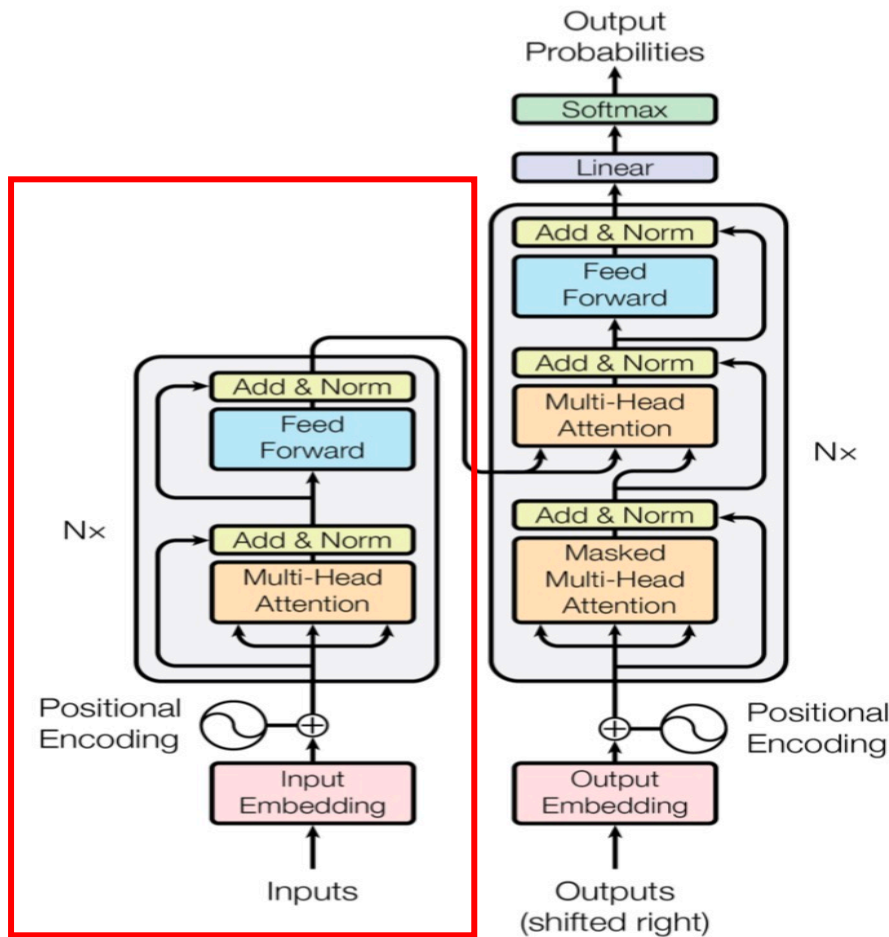 Output
Probabilities
Softmax
Linear
Add & Norm
Feed
Forward
Add & Norm
Multi-Head
Attention
Nx
Add & Norm
Masked
Multi-Head
Attention
Positional
Encoding
Output
Embedding
Outputs
(shifted right)
Add & Norm
Feed
Forward
Nx
Add & Norm
Multi-Head
Attention
Positional
Encoding
Input
Embedding
Inputs